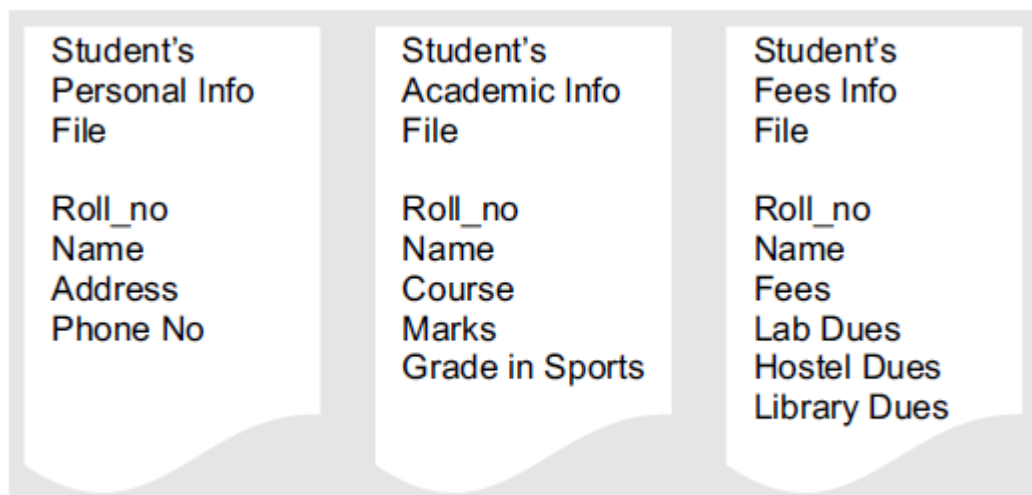 Student’s
Personal Info
File
Roll_no
Name
Address
Phone No
Student’s
Academic Info
File
Roll_no
Name
Course
Marks
Grade in Sports
Student’s
Fees Info
File
Roll_no
Name
Fees
Lab Dues
Hostel Dues
Library Dues